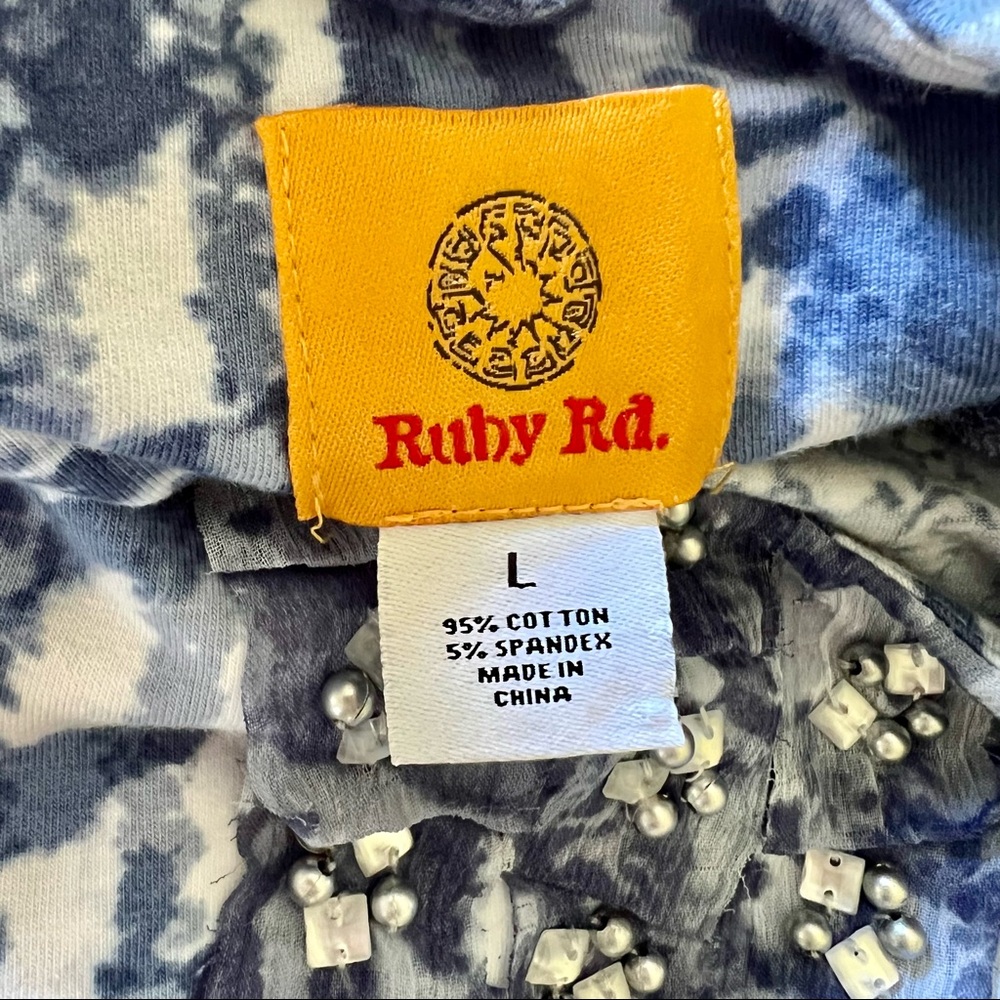 Ruby Rd.
L
95% COTTON
5% SPANDEX
MADE IN
CHINA